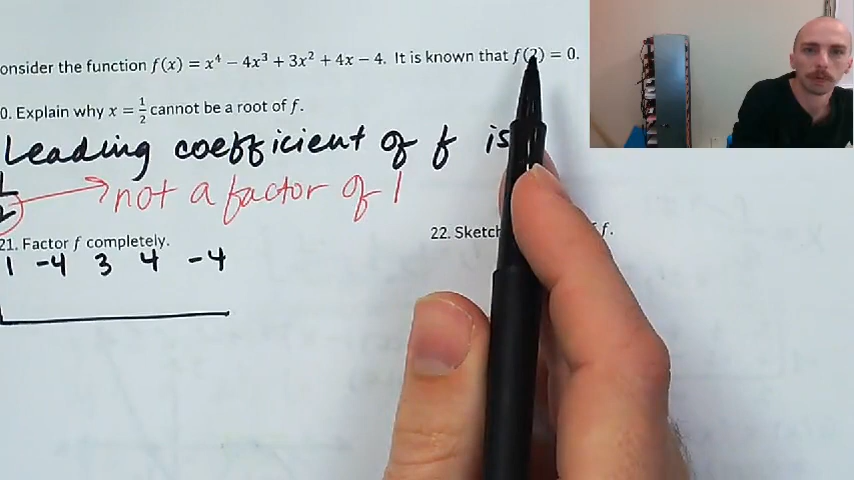 onsider the function f(x) = x⁴ − 4x³ + 3x² + 4x − 4. It is known that f(2) = 0.
0. Explain why x = 1/2 cannot be a root of f.
Leading coefficient of f is
1/2 → not a factor of 1
21. Factor f completely.
1 -4 3 4 -4
22. Sketch f.